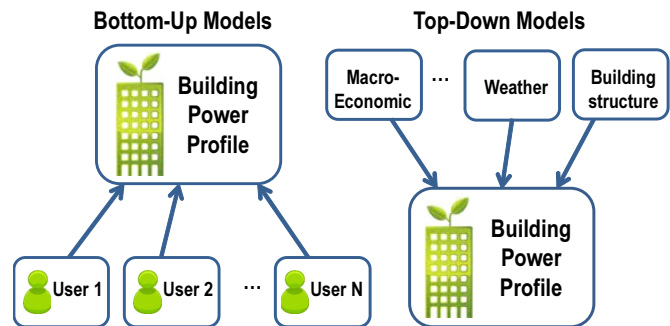 Bottom-Up Models
Building
Power
Profile
User 1
User 2
...
User N
Top-Down Models
Macro-
Economic
...
Weather
Building
structure
Building
Power
Profile